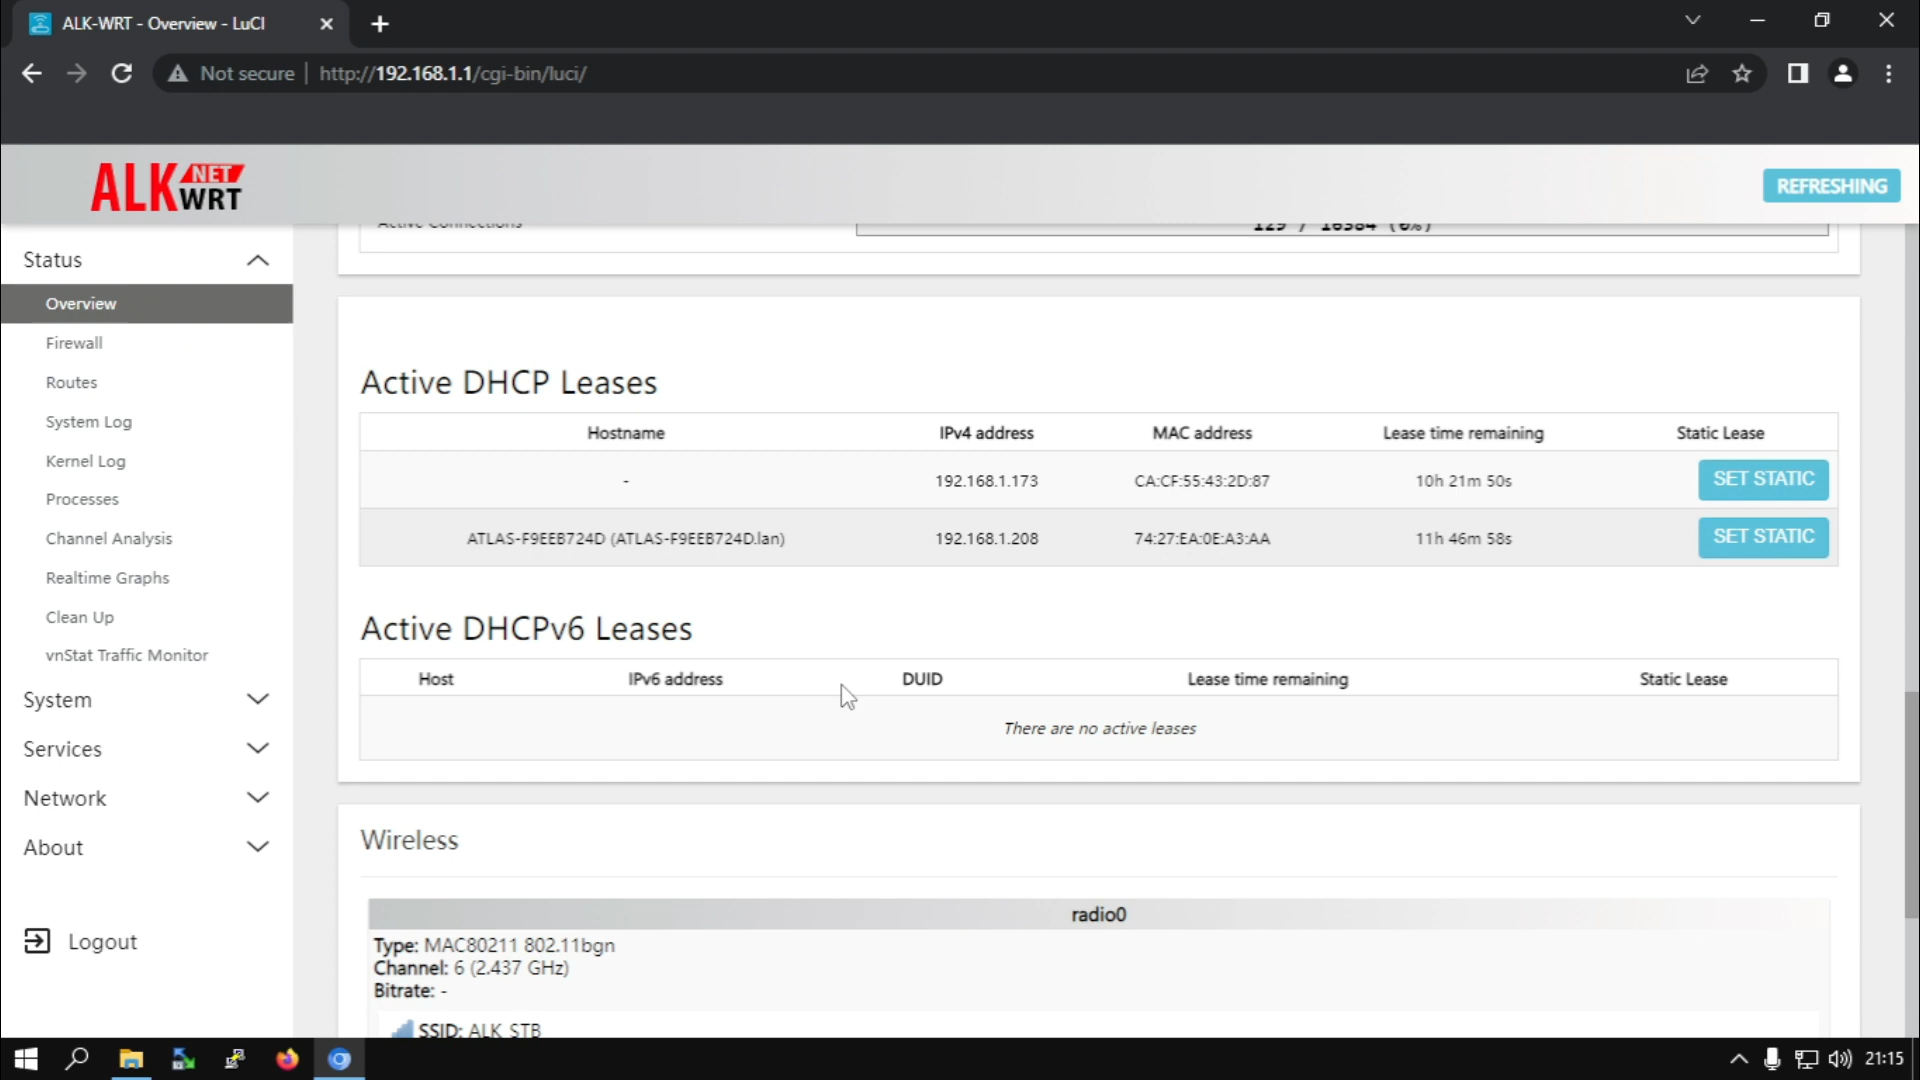 ALK-WRT - Overview - LuCI
Not secure http://192.168.1.1/cgi-bin/luci/
ALK NET WRT
REFRESHING
Active Connections 129 / 16384 (0%)
Status
Overview
Firewall
Routes
System Log
Kernel Log
Processes
Channel Analysis
Realtime Graphs
Clean Up
vnStat Traffic Monitor
System
Services
Network
About
Logout
Active DHCP Leases
Hostname IPv4 address MAC address Lease time remaining Static Lease
- 192.168.1.173 CA:CF:55:43:2D:87 10h 21m 50s SET STATIC
ATLAS-F9EEB724D (ATLAS-F9EEB724D.lan) 192.168.1.208 74:27:EA:0E:A3:AA 11h 46m 58s SET STATIC
Active DHCPv6 Leases
Host IPv6 address DUID Lease time remaining Static Lease
There are no active leases
Wireless
radio0
Type: MAC80211 802.11bgn
Channel: 6 (2.437 GHz)
Bitrate: -
SSID: ALK_STB
21:15